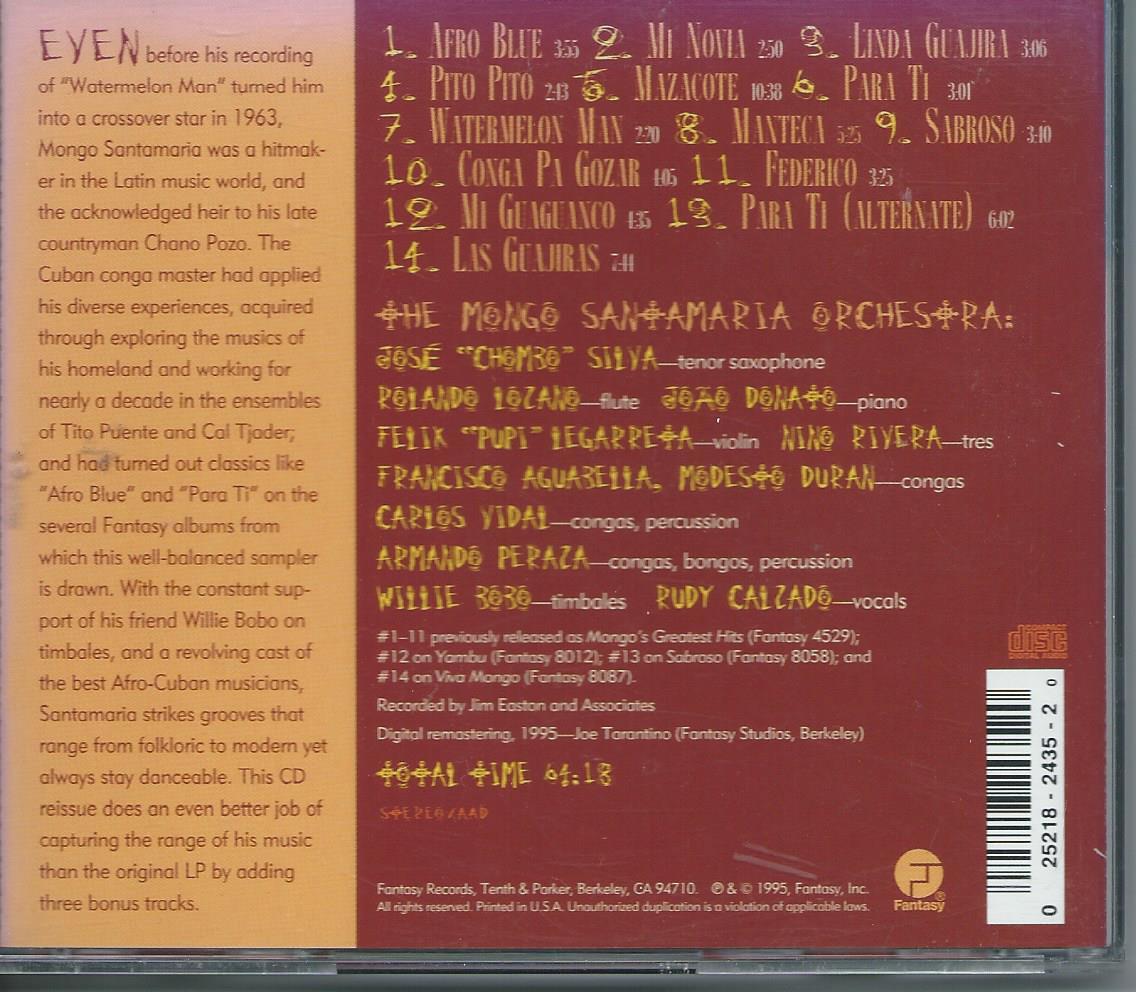 EVEN before his recording
of "Watermelon Man" turned him
into a crossover star in 1963,
Mongo Santamaria was a hitmak-
er in the Latin music world, and
the acknowledged heir to his late
countryman Chano Pozo. The
Cuban conga master had applied
his diverse experiences, acquired
through exploring the musics of
his homeland and working for
nearly a decade in the ensembles
of Tito Puente and Cal Tjader,
and had turned out classics like
"Afro Blue" and "Para Ti" on the
several Fantasy albums from
which this well-balanced sampler
is drawn. With the constant sup-
port of his friend Willie Bobo on
timbales, and a revolving cast of
the best Afro-Cuban musicians,
Santamaria strikes grooves that
range from folkloric to modern yet
always stay danceable. This CD
reissue does an even better job of
capturing the range of his music
than the original LP by adding
three bonus tracks.
1. AFRO BLUE 3:55 2. MI NOVIA 2:50 3. LINDA GUAJIRA 3:06
4. PITO PITO 2:43 5. MAZACOTE 10:38 6. PARA TI 3:01
7. WATERMELON MAN 2:20 8. MANTECA 5:25 9. SABROSO 3:40
10. CONGA PA GOZAR 4:05 11. FEDERICO 3:25
12. MI GUAGUANCO 4:35 13. PARA TI (ALTERNATE) 6:02
14. LAS GUAJIRAS 7:44
THE MONGO SANTAMARIA ORCHESTRA:
JOSÉ "CHOMBO" SILVA—tenor saxophone
ROLANDO LOZANO—flute JOÃO DONATO—piano
FELIX "PUPI" LEGARRETA—violin NINO RIVERA—tres
FRANCISCO AGUABELLA, MODESTO DURAN—congas
CARLOS VIDAL—congas, percussion
ARMANDO PERAZA—congas, bongos, percussion
WILLIE BOBO—timbales RUDY CALZADO—vocals
#1–11 previously released as Mongo's Greatest Hits (Fantasy 4529);
#12 on Yambu (Fantasy 8012); #13 on Sabroso (Fantasy 8058); and
#14 on Viva Mongo (Fantasy 8087).
Recorded by Jim Easton and Associates
Digital remastering, 1995—Joe Tarantino (Fantasy Studios, Berkeley)
TOTAL TIME 64:18
STEREO/AAD
COMPACT
disc
DIGITAL AUDIO
0 25218-2435-2 0
Fantasy®
Fantasy Records, Tenth & Parker, Berkeley, CA 94710. ℗ & © 1995, Fantasy, Inc.
All rights reserved. Printed in U.S.A. Unauthorized duplication is a violation of applicable laws.